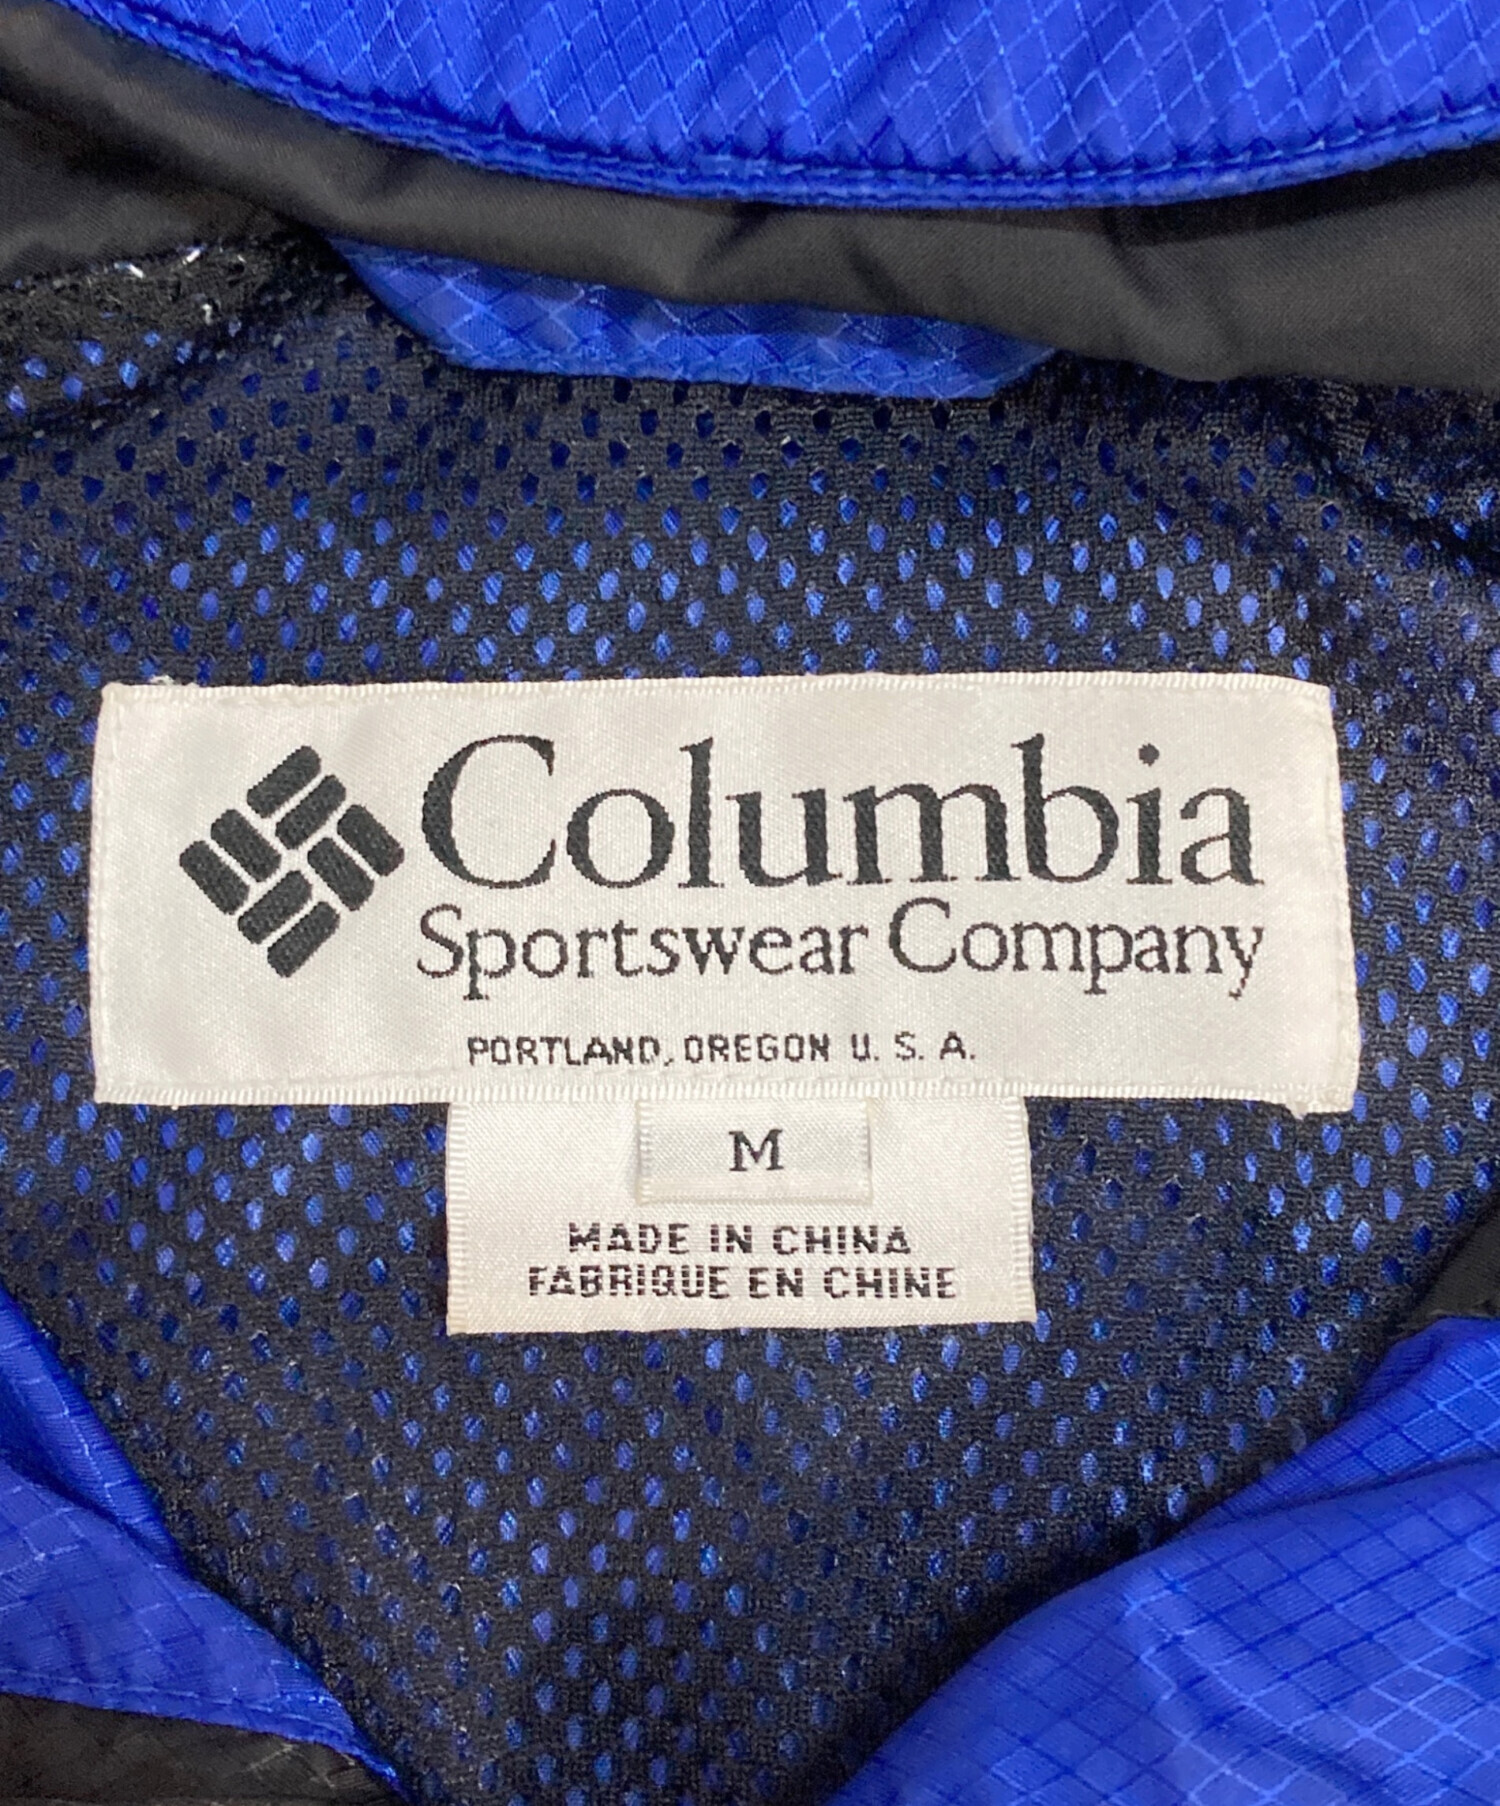 Columbia
Sportswear Company
PORTLAND, OREGON U. S. A.
M
MADE IN CHINA
FABRIQUE EN CHINE